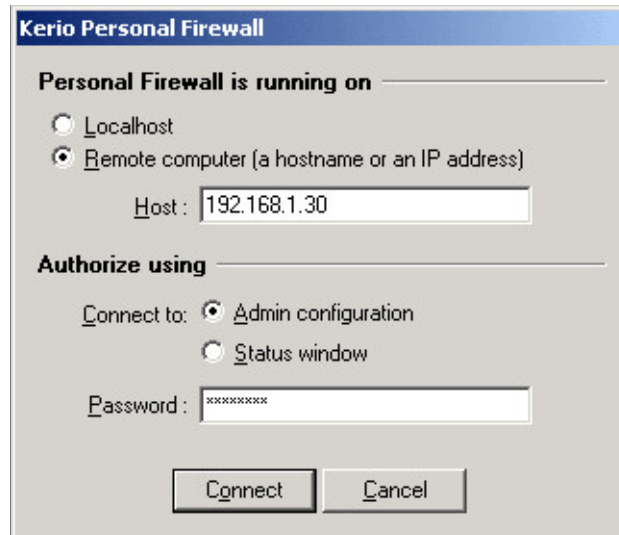 Kerio Personal Firewall
Personal Firewall is running on
Localhost
Remote computer (a hostname or an IP address)
Host : 192.168.1.30
Authorize using
Connect to: Admin configuration
Status window
Password : ********
Connect Cancel